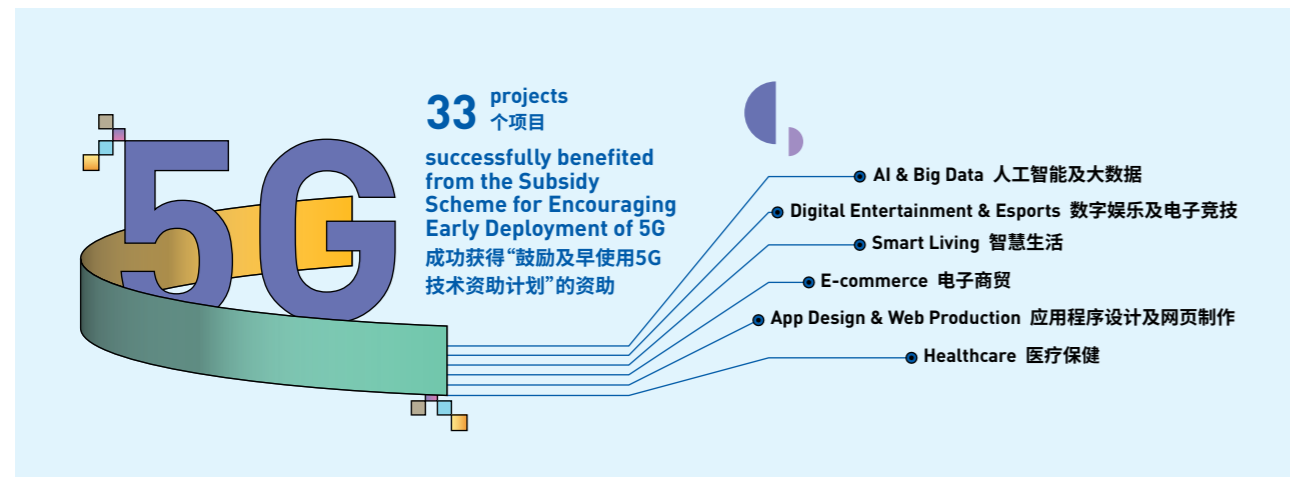 5G
33 projects
个项目
successfully benefited
from the Subsidy
Scheme for Encouraging
Early Deployment of 5G
成功获得“鼓励及早使用5G
技术资助计划”的资助
AI & Big Data 人工智能及大数据
Digital Entertainment & Esports 数字娱乐及电子竞技
Smart Living 智慧生活
E-commerce 电子商贸
App Design & Web Production 应用程序设计及网页制作
Healthcare 医疗保健